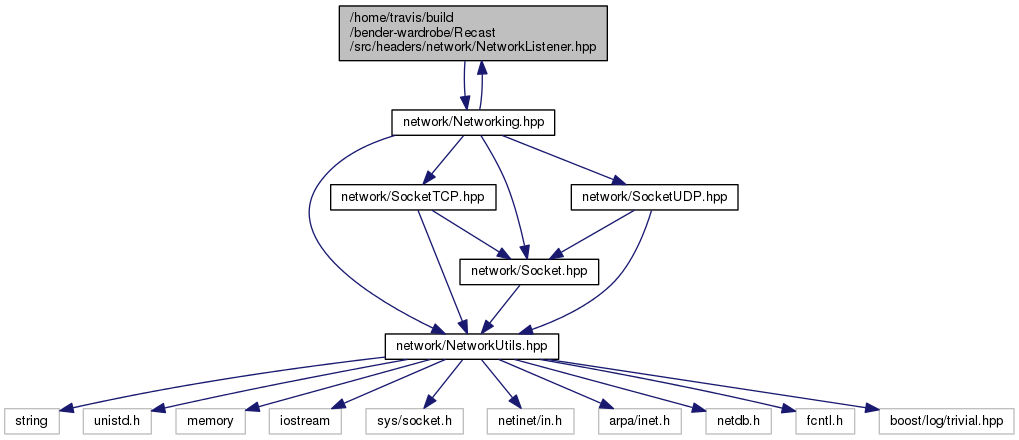 /home/travis/build
/bender-wardrobe/Recast
/src/headers/network/NetworkListener.hpp
network/Networking.hpp
network/SocketTCP.hpp
network/SocketUDP.hpp
network/Socket.hpp
network/NetworkUtils.hpp
string
unistd.h
memory
iostream
sys/socket.h
netinet/in.h
arpa/inet.h
netdb.h
fcntl.h
boost/log/trivial.hpp